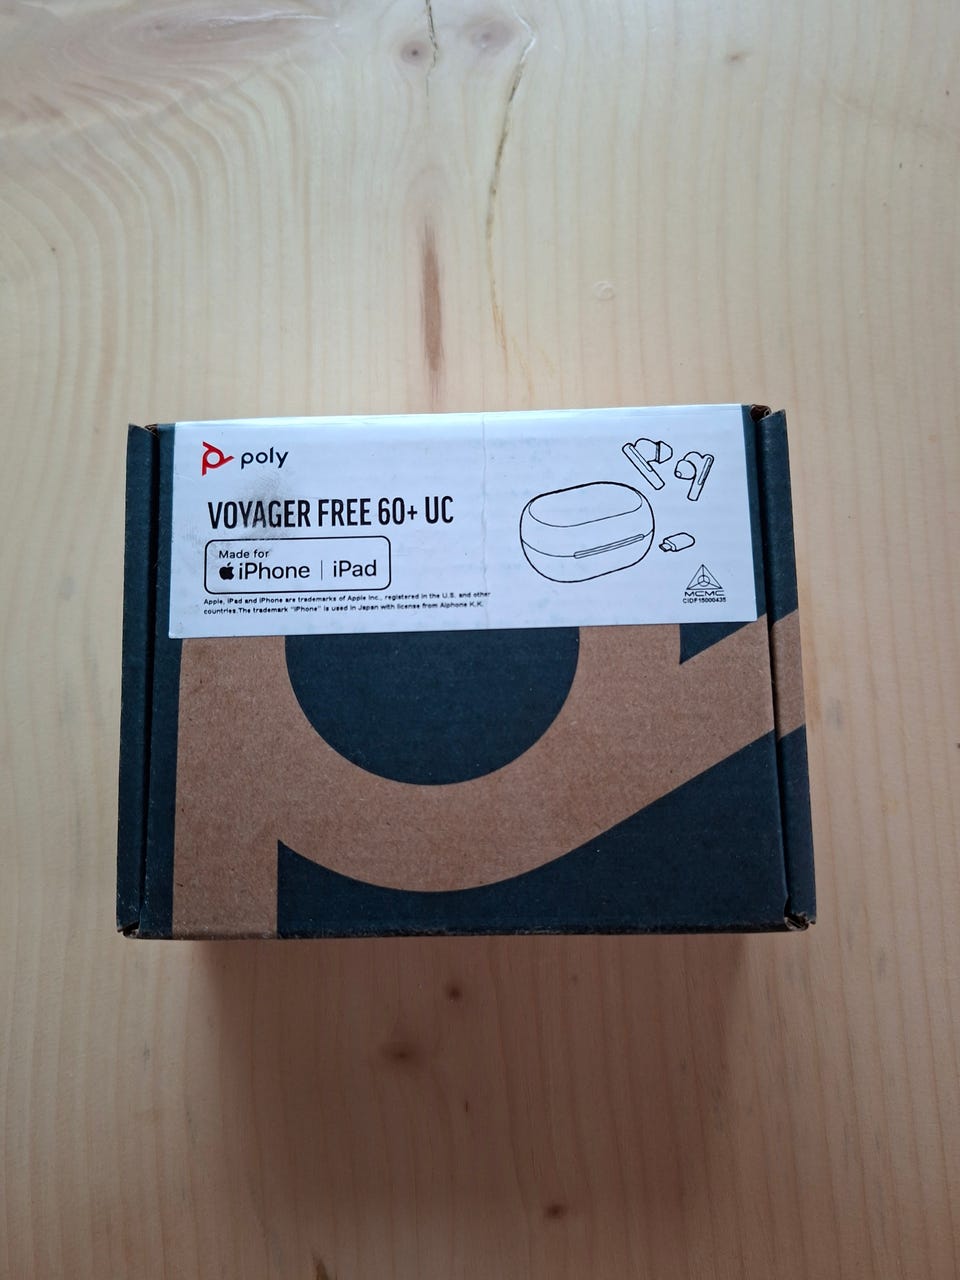 poly
VOYAGER FREE 60+ UC
Made for
iPhone | iPad
Apple, iPad and iPhone are trademarks of Apple Inc., registered in the U.S. and other
countries.The trademark "iPhone" is used in Japan with license from Aiphone K.K.
MCMC
CIDF15000435